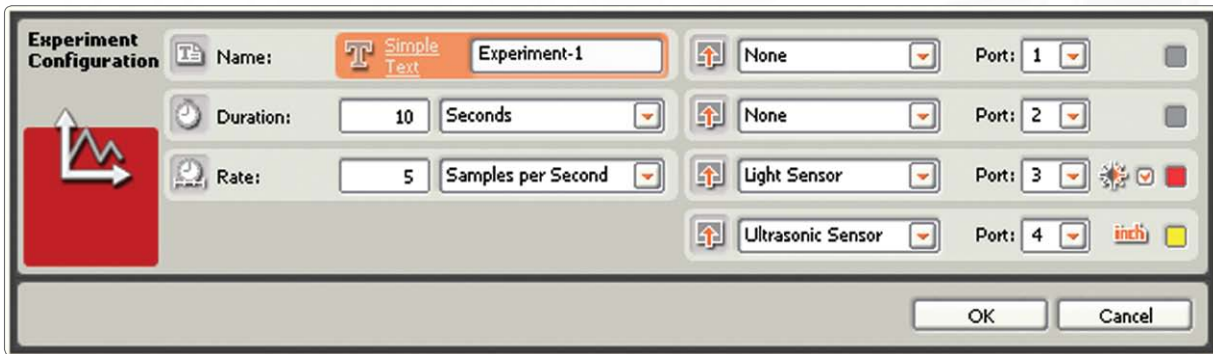 Experiment
Configuration
Name:
Simple
Text
Experiment-1
Duration:
10
Seconds
Rate:
5
Samples per Second
None
Port: 1
None
Port: 2
Light Sensor
Port: 3
Ultrasonic Sensor
Port: 4
inch
OK
Cancel